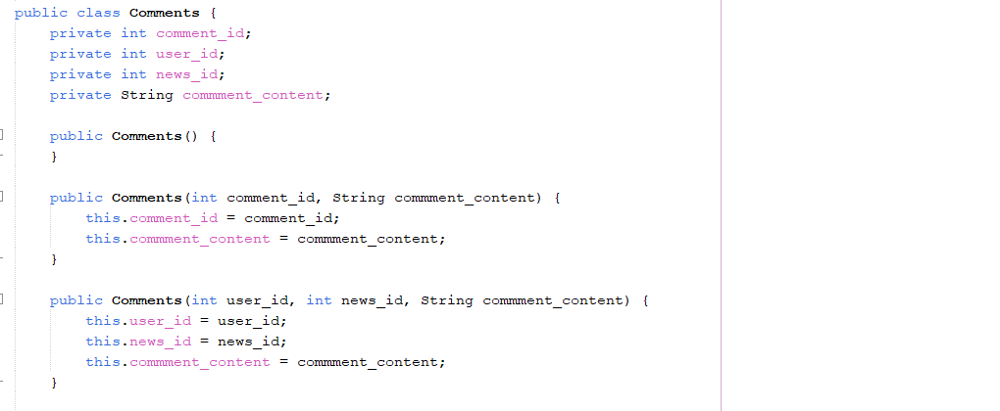 public class Comments {
    private int comment_id;
    private int user_id;
    private int news_id;
    private String commment_content;
    public Comments() {
    }
    public Comments(int comment_id, String commment_content) {
        this.comment_id = comment_id;
        this.commment_content = commment_content;
    }
    public Comments(int user_id, int news_id, String commment_content) {
        this.user_id = user_id;
        this.news_id = news_id;
        this.commment_content = commment_content;
    }